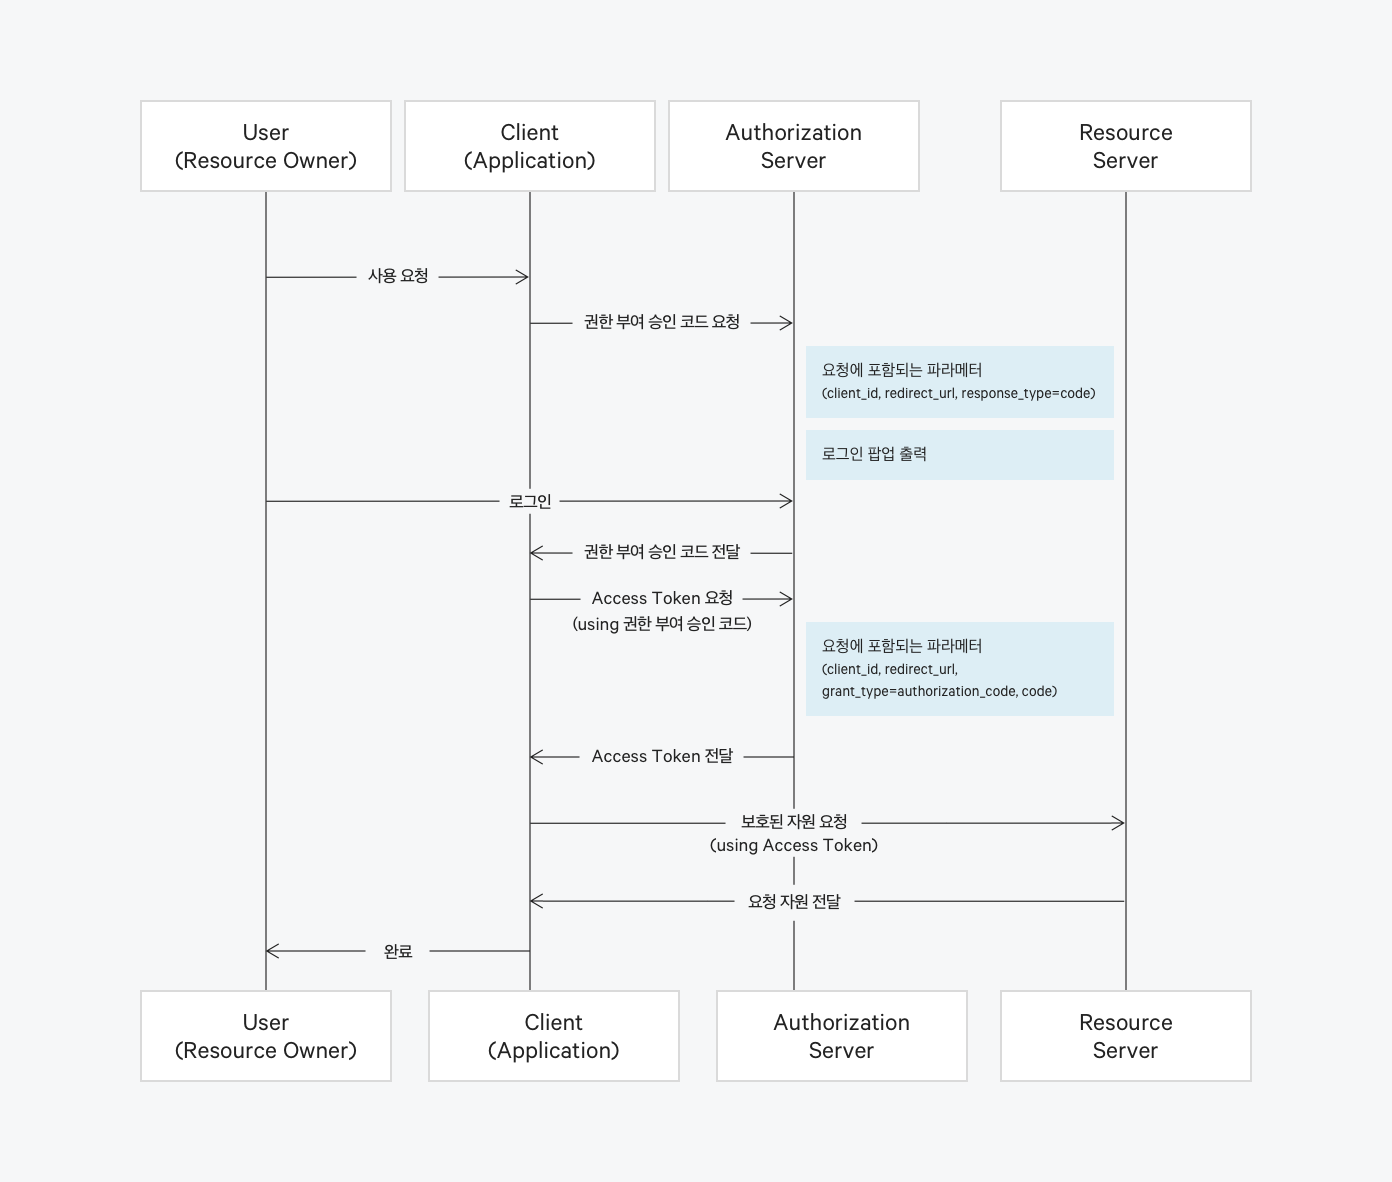 User
(Resource Owner)
Client
(Application)
Authorization
Server
Resource
Server
사용 요청
권한 부여 승인 코드 요청
요청에 포함되는 파라메터
(client_id, redirect_url, response_type=code)
로그인 팝업 출력
로그인
권한 부여 승인 코드 전달
Access Token 요청
(using 권한 부여 승인 코드)
요청에 포함되는 파라메터
(client_id, redirect_url,
grant_type=authorization_code, code)
Access Token 전달
보호된 자원 요청
(using Access Token)
요청 자원 전달
완료
User
(Resource Owner)
Client
(Application)
Authorization
Server
Resource
Server